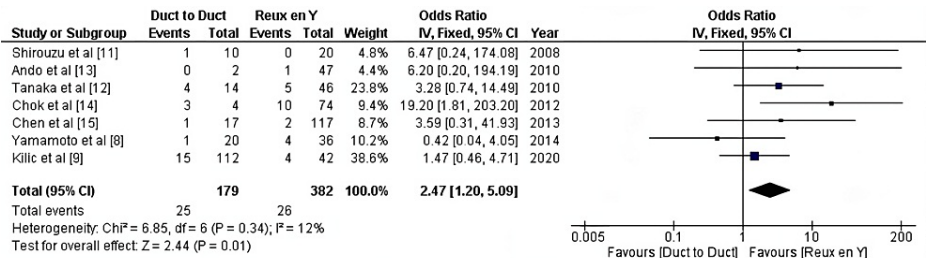 Duct to Duct Reux en Y Odds Ratio Odds Ratio
Study or Subgroup Events Total Events Total Weight IV, Fixed, 95% CI Year IV, Fixed, 95% CI
Shirouzu et al [11] 1 10 0 20 4.8% 6.47 [0.24, 174.08] 2008
Ando et al [13] 0 2 1 47 4.4% 6.20 [0.20, 194.19] 2010
Tanaka et al [12] 4 14 5 46 23.8% 3.28 [0.74, 14.49] 2010
Chok et al [14] 3 4 10 74 9.4% 19.20 [1.81, 203.20] 2012
Chen et al [15] 1 17 2 117 8.7% 3.59 [0.31, 41.93] 2013
Yamamoto et al [8] 1 20 4 36 10.2% 0.42 [0.04, 4.05] 2014
Kilic et al [9] 15 112 4 42 38.6% 1.47 [0.46, 4.71] 2020
Total (95% CI) 179 382 100.0% 2.47 [1.20, 5.09]
Total events 25 26
Heterogeneity: Chi² = 6.85, df = 6 (P = 0.34); I² = 12%
Test for overall effect: Z = 2.44 (P = 0.01)
0.005 0.1 1 10 200
Favours [Duct to Duct] Favours [Reux en Y]